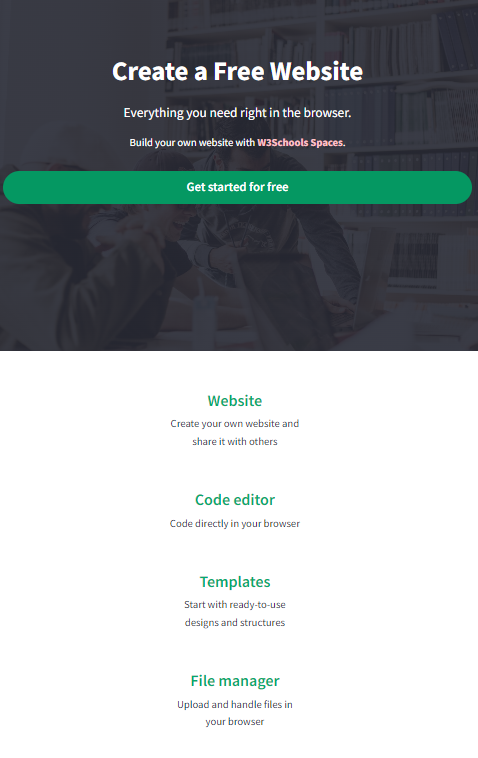 Create a Free Website
Everything you need right in the browser.
Build your own website with W3Schools Spaces.
Get started for free
Website
Create your own website and
share it with others
Code editor
Code directly in your browser
Templates
Start with ready-to-use
designs and structures
File manager
Upload and handle files in
your browser